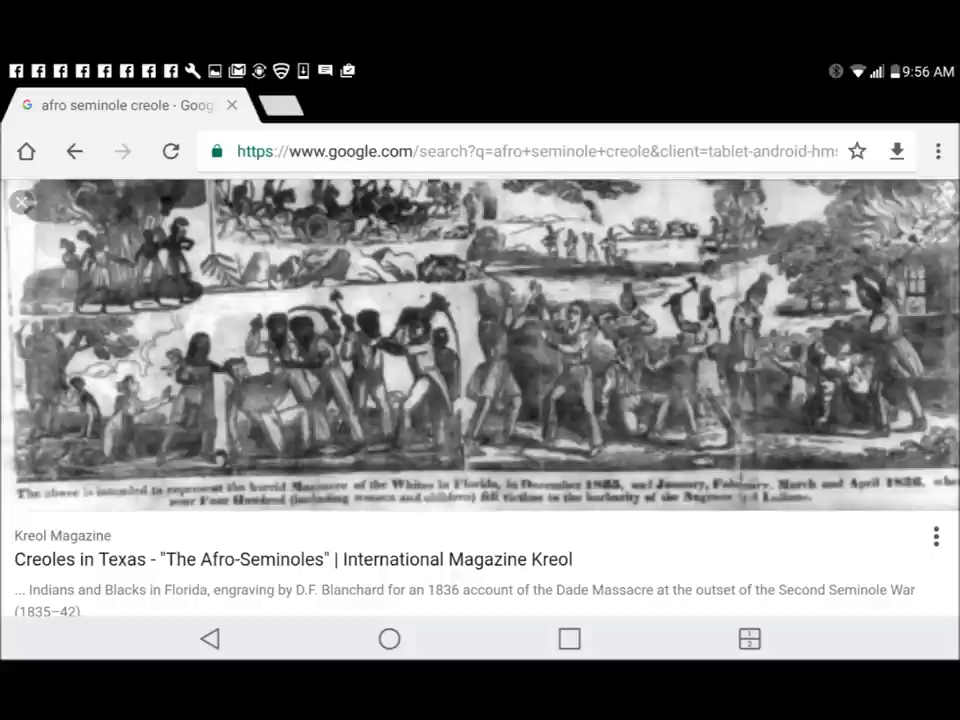 9:56 AM
afro seminole creole - Goog
https://www.google.com/search?q=afro+seminole+creole&client=tablet-android-hms
The above is intended to represent the horrid Massacre of the Whites in Florida, in December 1835, and January, February, March and April 1836, when
near Four Hundred (including women and children) fell victims to the barbarity of the Negroes and Indians.
Kreol Magazine
Creoles in Texas - "The Afro-Seminoles" | International Magazine Kreol
... Indians and Blacks in Florida, engraving by D.F. Blanchard for an 1836 account of the Dade Massacre at the outset of the Second Seminole War
(1835–42).